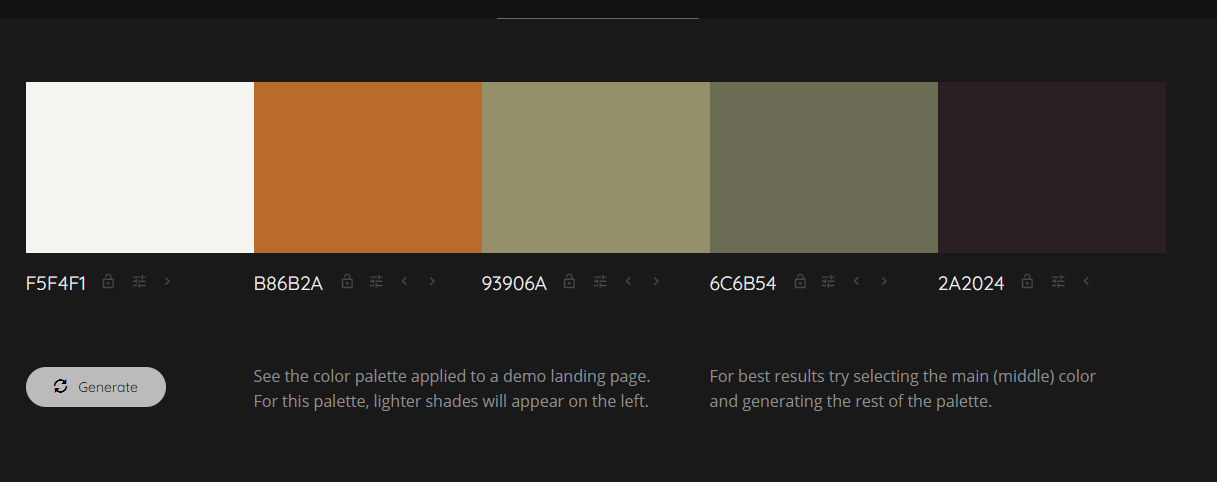 F5F4F1
B86B2A
93906A
6C6B54
2A2024
Generate
See the color palette applied to a demo landing page.
For this palette, lighter shades will appear on the left.
For best results try selecting the main (middle) color
and generating the rest of the palette.